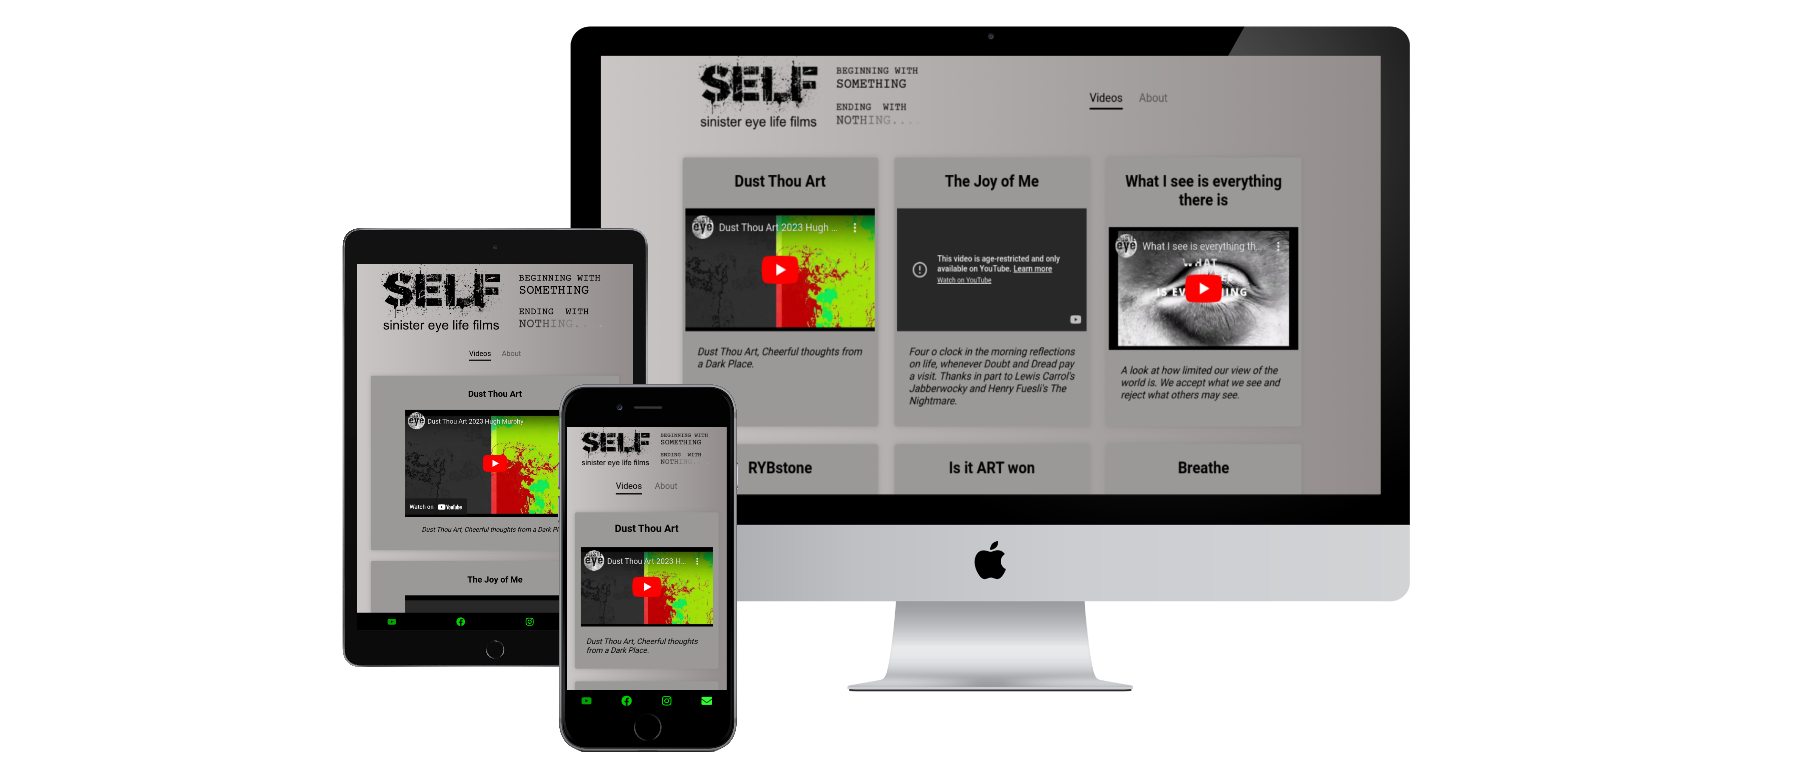 SELF
sinister eye life films
BEGINNING WITH
SOMETHING
ENDING WITH
NOTHING....
Videos
About
Dust Thou Art
eye
Dust Thou Art 2023 Hugh ...
Dust Thou Art, Cheerful thoughts from
a Dark Place.
The Joy of Me
This video is age-restricted and only
available on YouTube. Learn more
Watch on YouTube
Four o clock in the morning reflections
on life, whenever Doubt and Dread pay
a visit. Thanks in part to Lewis Carrol's
Jabberwocky and Henry Fuesli's The
Nightmare.
What I see is everything
there is
eye
What I see is everything th...
WHAT
IS EV
ING
A look at how limited our view of the
world is. We accept what we see and
reject what others may see.
RYBstone
Is it ART won
Breathe
SELF
sinister eye life films
BEGINNING WITH
SOMETHING
ENDING WITH
NOTHING...
Videos
About
Dust Thou Art
eye
Dust Thou Art 2023 Hugh Murphy
Watch on YouTube
Dust Thou Art, Cheerful thoughts from a Dark Pl
The Joy of Me
SELF
sinister eye life films
BEGINNING WITH
SOMETHING
ENDING WITH
NOTHING...
Videos
About
Dust Thou Art
eye
Dust Thou Art 2023 H...
Dust Thou Art, Cheerful thoughts
from a Dark Place.